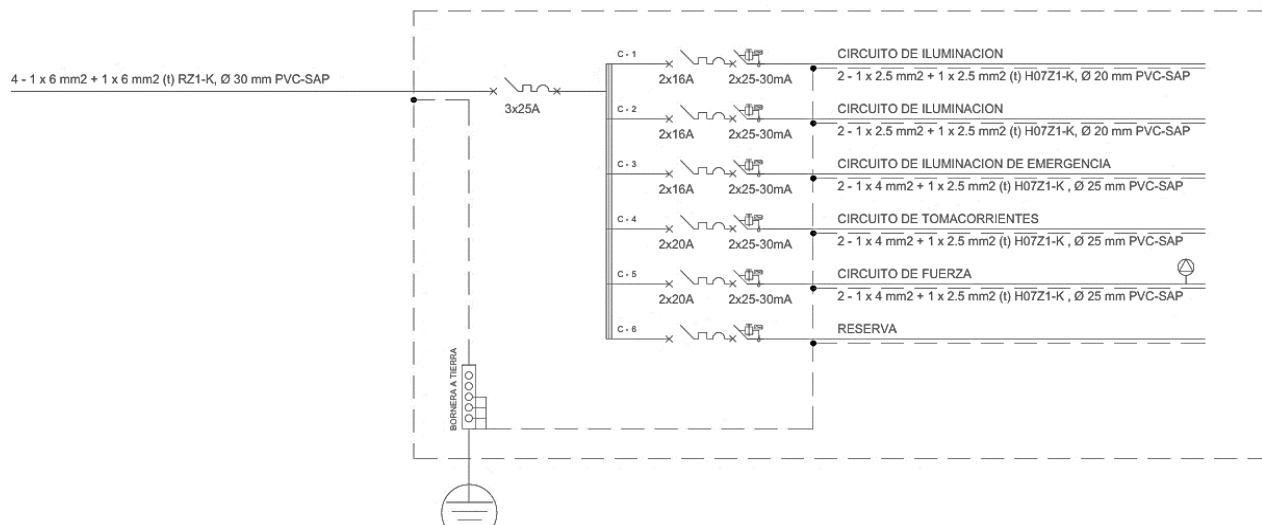 4 - 1 x 6 mm2 + 1 x 6 mm2 (t) RZ1-K, Ø 30 mm PVC-SAP
3x25A
C - 1
2x16A
2x25-30mA
CIRCUITO DE ILUMINACION
2 - 1 x 2.5 mm2 + 1 x 2.5 mm2 (t) H07Z1-K, Ø 20 mm PVC-SAP
C - 2
2x16A
2x25-30mA
CIRCUITO DE ILUMINACION
2 - 1 x 2.5 mm2 + 1 x 2.5 mm2 (t) H07Z1-K, Ø 20 mm PVC-SAP
C - 3
2x16A
2x25-30mA
CIRCUITO DE ILUMINACION DE EMERGENCIA
2 - 1 x 4 mm2 + 1 x 2.5 mm2 (t) H07Z1-K , Ø 25 mm PVC-SAP
C - 4
2x20A
2x25-30mA
CIRCUITO DE TOMACORRIENTES
2 - 1 x 4 mm2 + 1 x 2.5 mm2 (t) H07Z1-K , Ø 25 mm PVC-SAP
C - 5
2x20A
2x25-30mA
CIRCUITO DE FUERZA
2 - 1 x 4 mm2 + 1 x 2.5 mm2 (t) H07Z1-K , Ø 25 mm PVC-SAP
C - 6
RESERVA
BORNERA A TIERRA